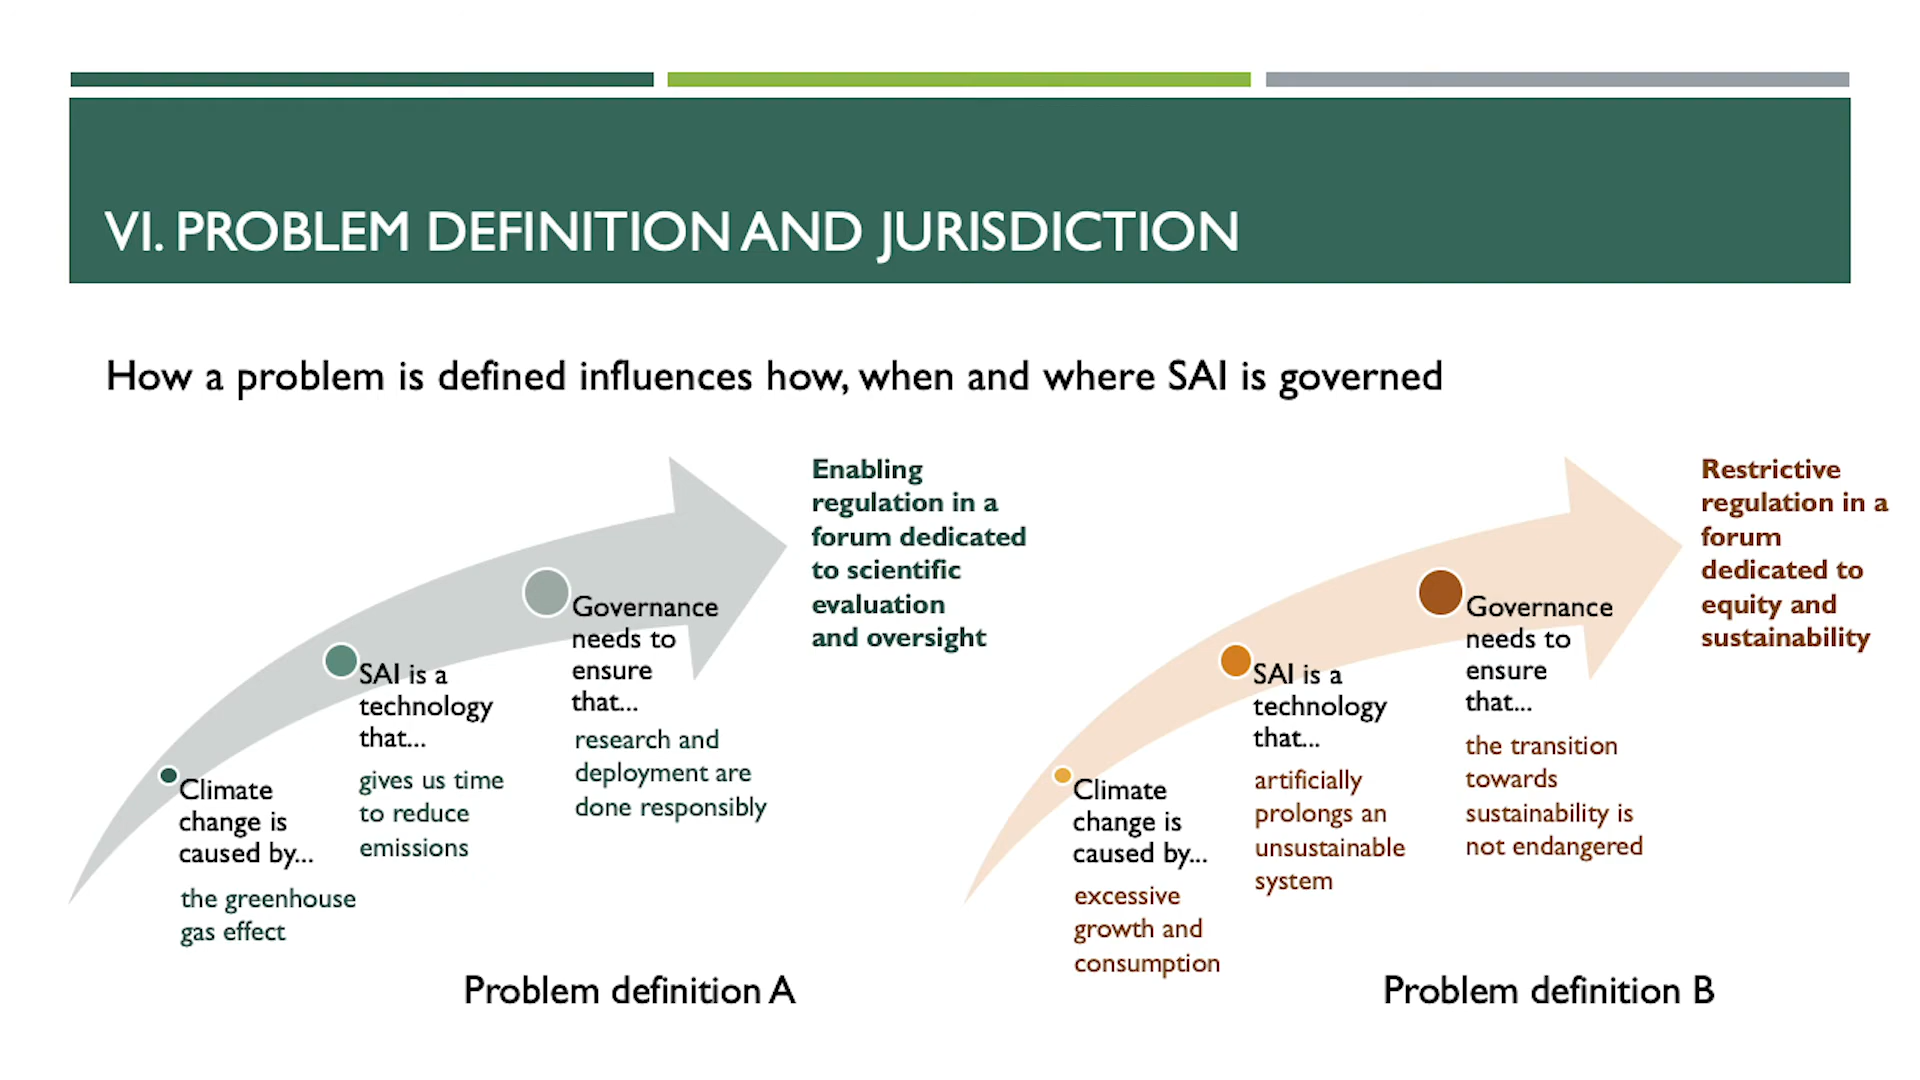 VI. PROBLEM DEFINITION AND JURISDICTION
How a problem is defined influences how, when and where SAI is governed
Climate
change is
caused by...
the greenhouse
gas effect
SAI is a
technology
that...
gives us time
to reduce
emissions
Governance
needs to
ensure
that...
research and
deployment are
done responsibly
Enabling
regulation in a
forum dedicated
to scientific
evaluation
and oversight
Problem definition A
Climate
change is
caused by...
excessive
growth and
consumption
SAI is a
technology
that...
artificially
prolongs an
unsustainable
system
Governance
needs to
ensure
that...
the transition
towards
sustainability is
not endangered
Restrictive
regulation in a
forum
dedicated to
equity and
sustainability
Problem definition B